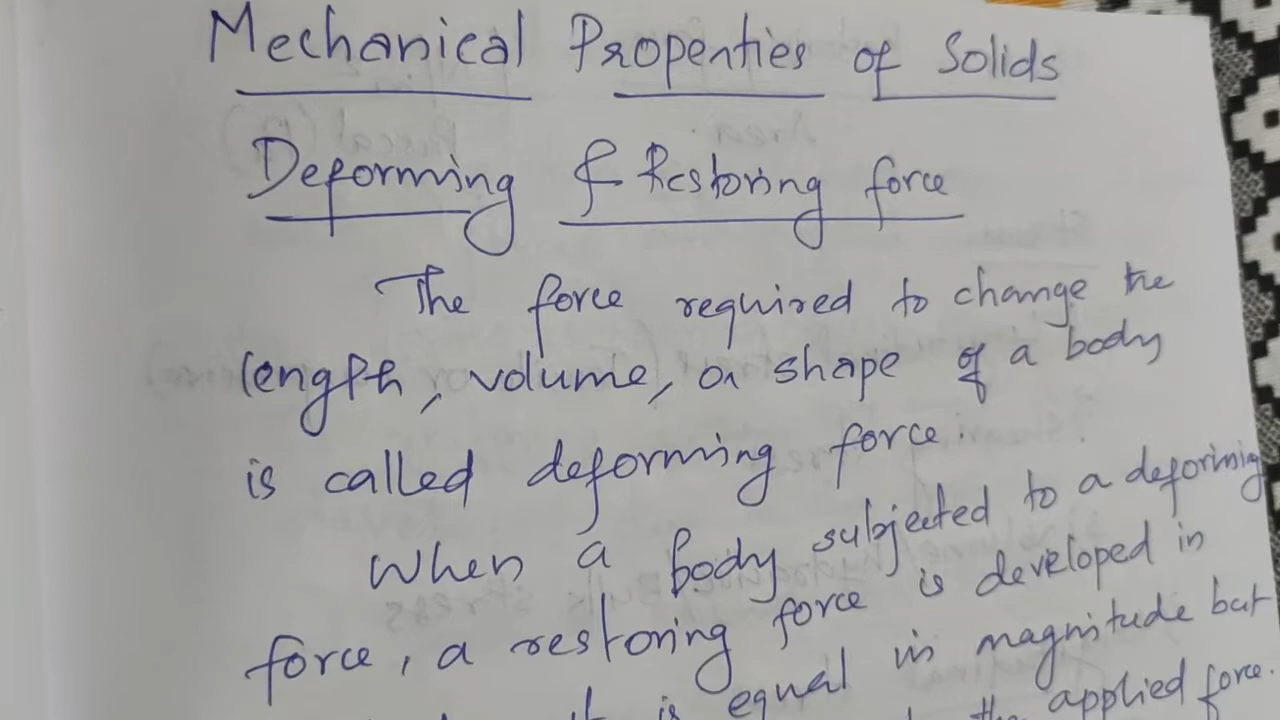 Mechanical Properties of Solids
Deforming & Restoring force
The force required to change the
length, volume, or shape of a body
is called deforming force.
When a body subjected to a deforming
force, a restoring force is developed in
it is equal in magnitude but
the applied force.